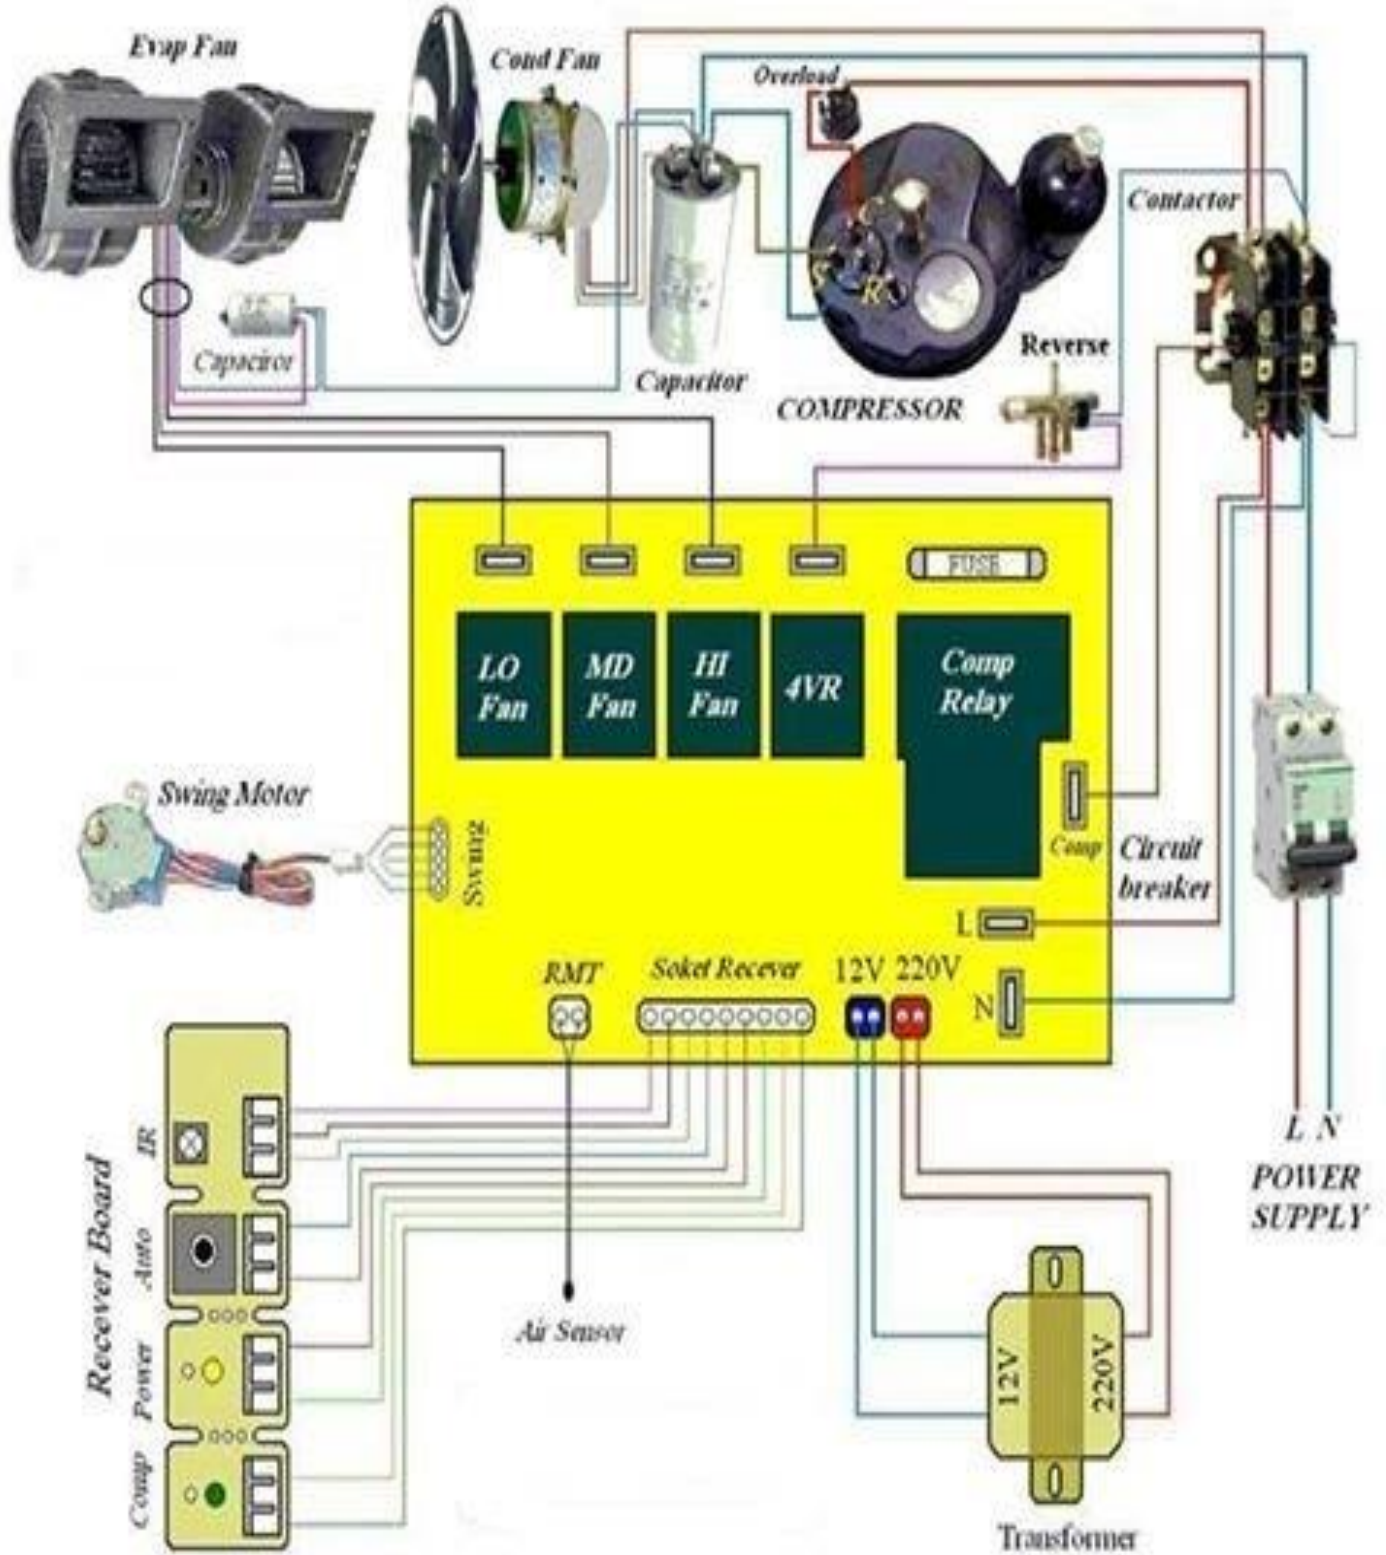 Evap Fan
Cond Fan
Overload
Contactor
Capaciror
Capacitor
S
R
COMPRESSOR
Reverse
FUSE
LO
Fan
MD
Fan
HI
Fan
4VR
Comp
Relay
Swing Motor
Swing
Comp
Circuit
breaker
L
N
RMT
Soket Recever
12V
220V
L N
POWER
SUPPLY
Recever Board
IR
Auto
Power
Comp
Air Sensor
12V
220V
Transformer